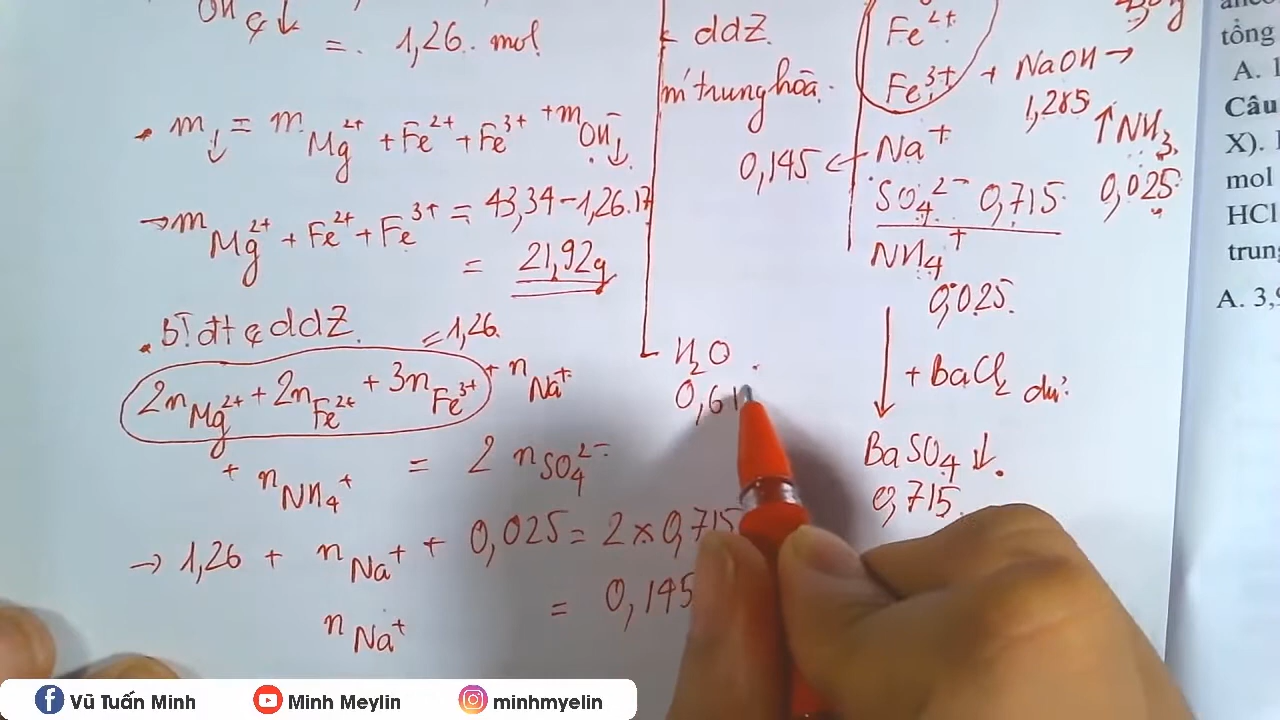 OH ↓
= 1,26 mol
• m↓ = m Mg²⁺ + Fe²⁺ + Fe³⁺ + m OH↓
→ m Mg²⁺ + Fe²⁺ + Fe³⁺ = 43,34 - 1,26.17
= 21,92g
• BTĐT ddZ
= 1,26
2n Mg²⁺ + 2n Fe²⁺ + 3n Fe³⁺ + n Na⁺
+ n NH₄⁺ = 2 n SO₄²⁻
→ 1,26 + n Na⁺ + 0,025 = 2 x 0,715
n Na⁺ = 0,145
ddZ
m' trung hoà.
H₂O
0,61
Fe²⁺
Fe³⁺ + NaOH →
1,285
↑NH₃
0,025
0,145 ← Na⁺
SO₄²⁻ 0,715
NH₄⁺
0,025
+ BaCl₂ dư
BaSO₄↓
0,715
tổng
A. 1
Câu
X).
mol
HCl
trung
A. 3,9
Vũ Tuấn Minh
Minh Meylin
minhmyelin